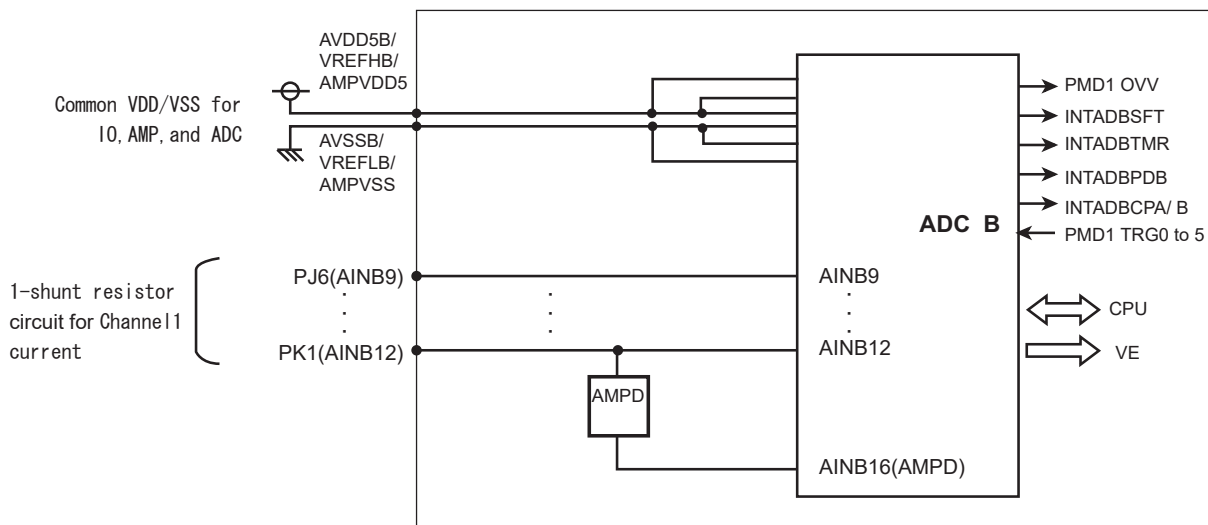 AVDD5B/
VREFHB/
AMPVDD5
Common VDD/VSS for
IO, AMP, and ADC
AVSSB/
VREFLB/
AMPVSS
PMD1 OVV
INTADBSFT
INTADBTMR
INTADBPDB
INTADBCPA/ B
PMD1 TRG0 to 5
ADC B
1-shunt resistor
circuit for Channel1
current
PJ6(AINB9)
AINB9
PK1(AINB12)
AINB12
CPU
VE
AMPD
AINB16(AMPD)